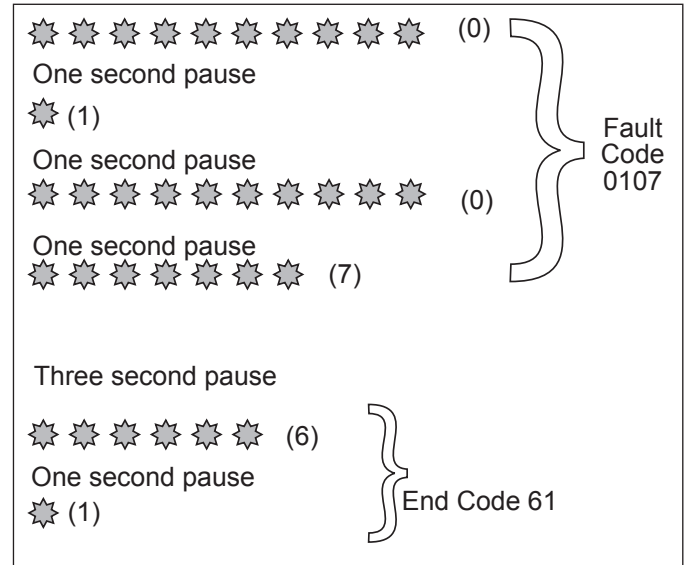 (0)
One second pause
(1)
One second pause
(0)
One second pause
(7)
Fault
Code
0107
Three second pause
(6)
One second pause
(1)
End Code 61